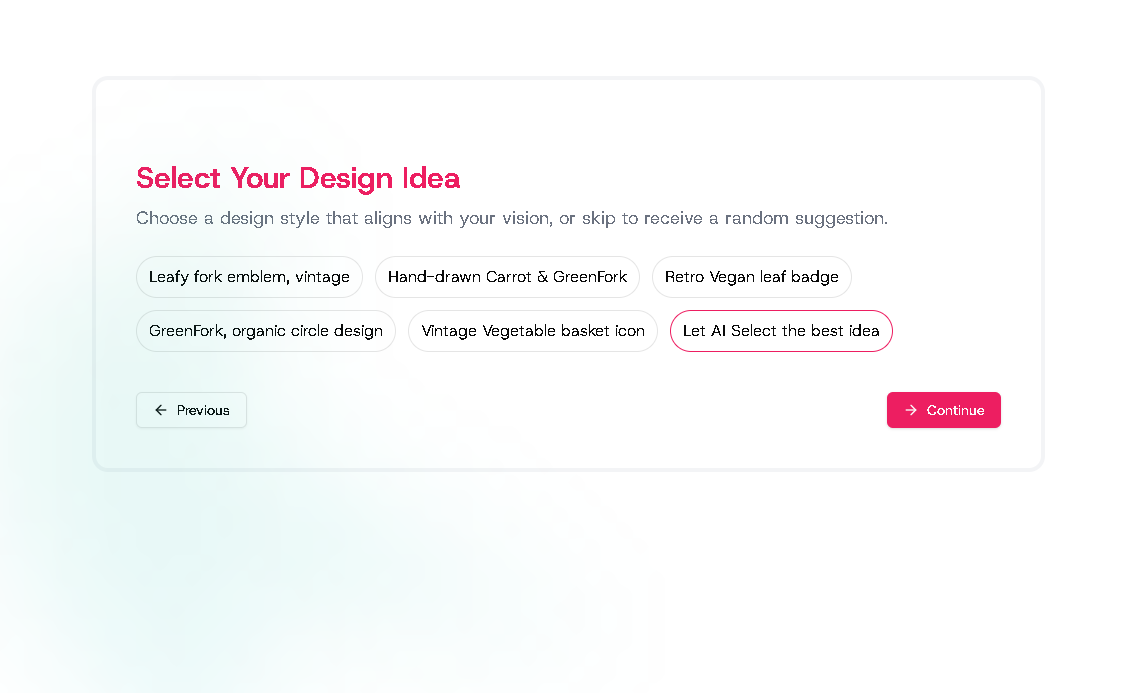 Select Your Design Idea
Choose a design style that aligns with your vision, or skip to receive a random suggestion.
Leafy fork emblem, vintage
Hand-drawn Carrot & GreenFork
Retro Vegan leaf badge
GreenFork, organic circle design
Vintage Vegetable basket icon
Let AI Select the best idea
Previous
Continue